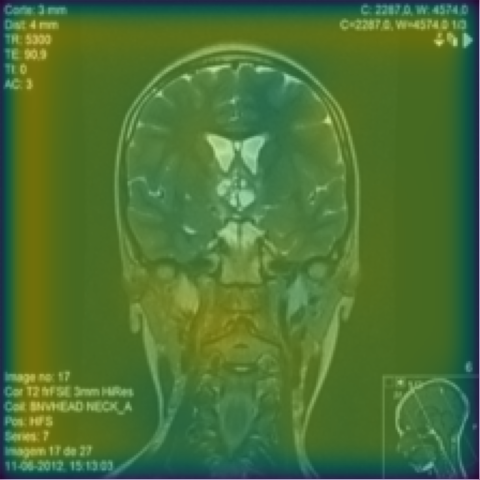 Corte: 3 mm
Dist: 4 mm
TR: 5300
TE: 90,9
TI: 0
AC: 3
C: 2287,0, W: 4574,0
C=2287,0, W=4574,0 1/3
Image no: 17
Cor T2 frFSE 3mm HiRes
Coil: 8NVHEAD NECK_A
Pos: HFS
Series: 7
Imagem 17 de 27
11-06-2012, 15:13:03
6